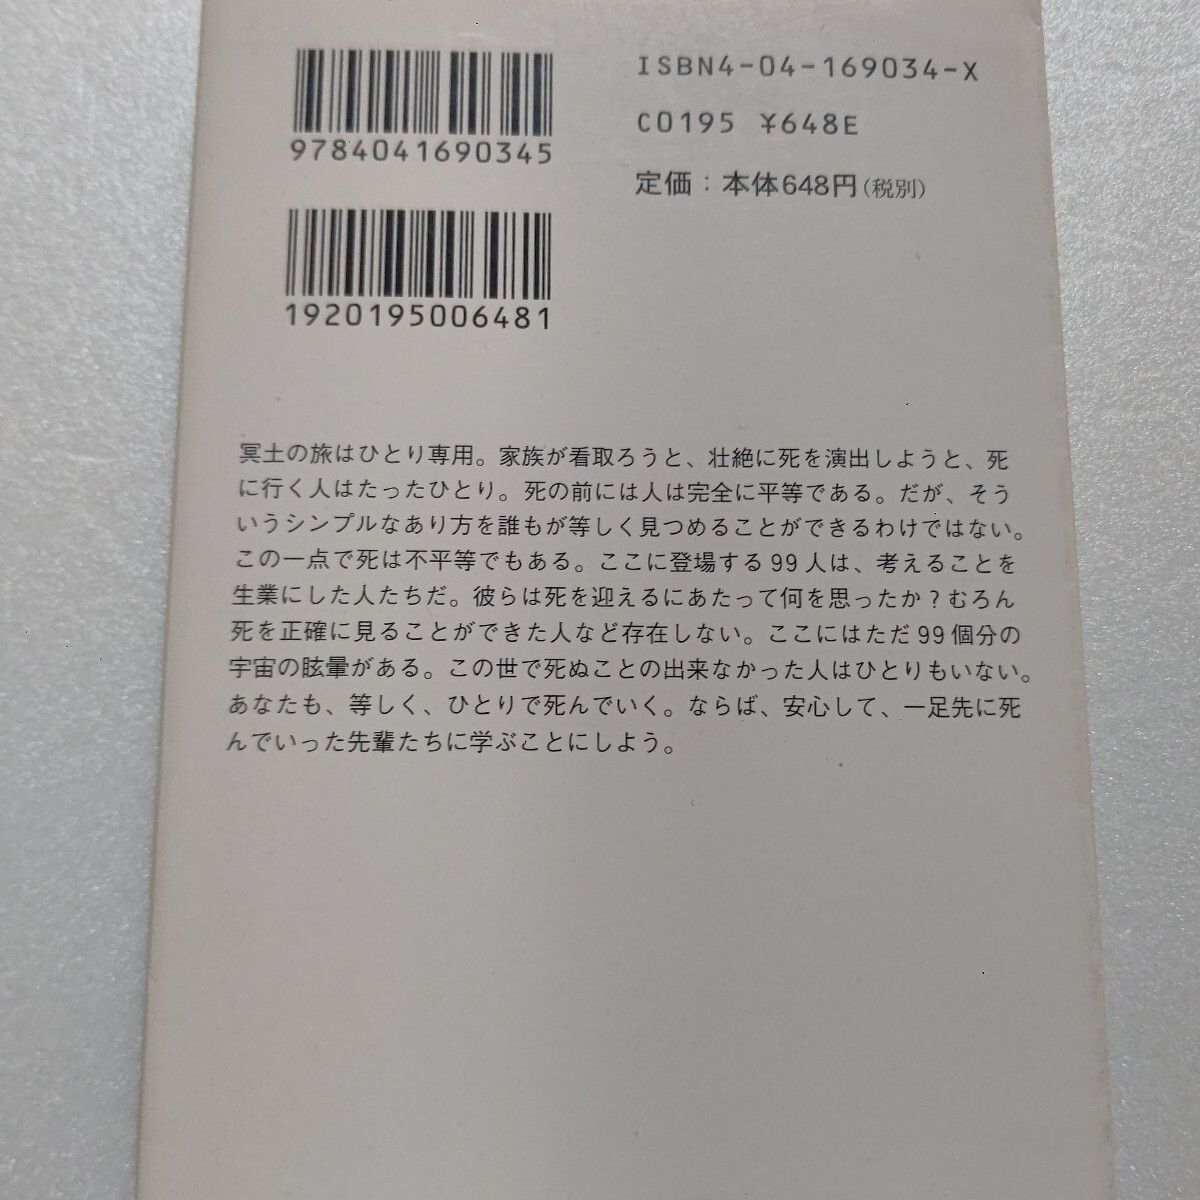 ISBN4-04-169034-X
C0195 ¥648E
定価：本体648円（税別）
9784041690345
1920195006481
冥土の旅はひとり専用。家族が看取ろうと、壮絶に死を演出しようと、死
に行く人はたったひとり。死の前には人は完全に平等である。だが、そう
いうシンプルなあり方を誰もが等しく見つめることができるわけではない。
この一点で死は不平等でもある。ここに登場する99人は、考えることを
生業にした人たちだ。彼らは死を迎えるにあたって何を思ったか?むろん
死を正確に見ることができた人など存在しない。ここにはただ99個分の
宇宙の眩暈がある。この世で死ぬことの出来なかった人はひとりもいない。
あなたも、等しく、ひとりで死んでいく。ならば、安心して、一足先に死
んでいった先輩たちに学ぶことにしよう。